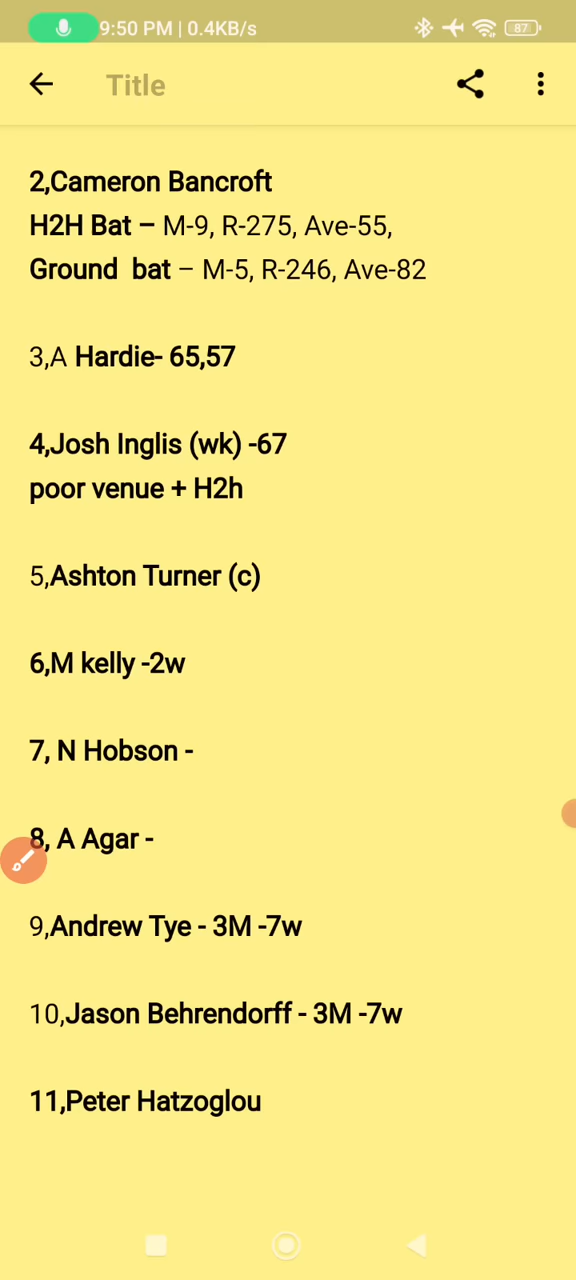 9:50 PM | 0.4KB/s
87
Title
2,Cameron Bancroft
H2H Bat – M-9, R-275, Ave-55,
Ground bat – M-5, R-246, Ave-82
3,A Hardie- 65,57
4,Josh Inglis (wk) -67
poor venue + H2h
5,Ashton Turner (c)
6,M kelly -2w
7, N Hobson -
8, A Agar -
9,Andrew Tye - 3M -7w
10,Jason Behrendorff - 3M -7w
11,Peter Hatzoglou